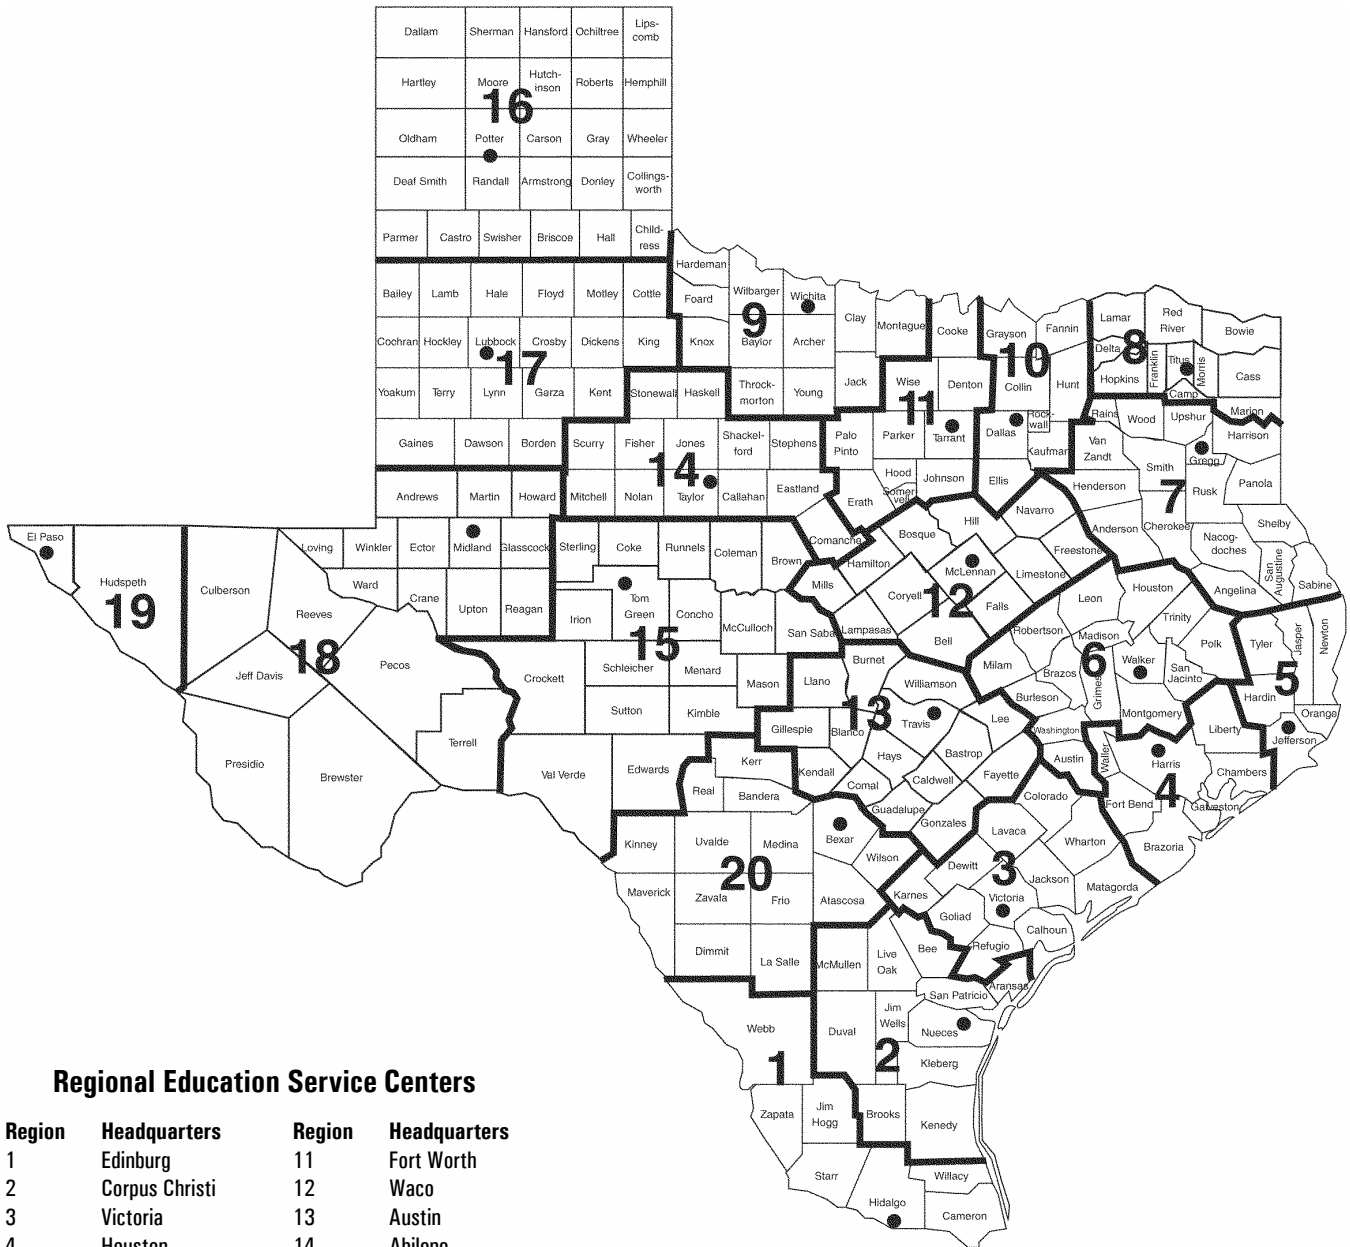 Dallam Sherman Hansford Ochiltree Lips-
comb
Hartley Moore Hutch-
inson Roberts Hemphill
16
Oldham Potter Carson Gray Wheeler
Deaf Smith Randall Armstrong Donley Collings-
worth
Parmer Castro Swisher Briscoe Hall Child-
ress
Hardeman
Bailey Lamb Hale Floyd Motley Cottle Foard Wilbarger Wichita
9
Clay Montague Cooke Grayson Fannin Lamar Red
River Bowie
Cochran Hockley Lubbock Crosby Dickens King Knox Baylor Archer
17
10
Delta 8 Franklin Titus Morris Cass
Hopkins Camp
Yoakum Terry Lynn Garza Kent Stonewall Haskell Throck-
morton Young Jack Wise Denton Collin Hunt
11
Rock-
wall Rains Wood Upshur Marion
Gaines Dawson Borden Scurry Fisher Jones Shackel-
ford Stephens Palo
Pinto Parker Tarrant Dallas Kaufman Van
Zandt Gregg Harrison
14
Andrews Martin Howard Mitchell Nolan Taylor Callahan Eastland Erath Hood
Somer-
vell Johnson Ellis Henderson Smith Rusk Panola
7
El Paso Loving Winkler Ector Midland Glasscock Sterling Coke Runnels Coleman Brown Comanche Bosque Hill Navarro Anderson Cherokee Nacog-
doches Shelby
Hudspeth
19
Culberson Reeves Ward Crane Upton Reagan Irion Tom
Green Concho McCulloch San Saba Mills Hamilton McLennan Limestone Freestone Leon Houston Angelina San
Augustine Sabine
15
Coryell 12 Falls
Lampasas Bell Robertson Madison Trinity Polk Tyler Jasper Newton
18
Jeff Davis Pecos Crockett Schleicher Menard Mason Llano Burnet Williamson Milam Brazos 6 Grimes Walker San
Jacinto Hardin 5
Sutton Kimble Gillespie Blanco 13 Travis Lee Burleson Washington Montgomery Liberty Orange
Jefferson
Presidio Brewster Terrell Val Verde Edwards Kerr Kendall Hays Bastrop Fayette Austin Waller Harris Chambers
Real Bandera Comal Caldwell Colorado Fort Bend 4 Galveston
Guadalupe Gonzales Lavaca Wharton Brazoria
Kinney Uvalde Medina Bexar Wilson Dewitt 3 Jackson Matagorda
20
Maverick Zavala Frio Atascosa Karnes Goliad Victoria Calhoun
Dimmit La Salle McMullen Live
Oak Bee Refugio
Aransas
San Patricio
Webb Duval Jim
Wells Nueces
1 2 Kleberg
Zapata Jim
Hogg Brooks Kenedy
Starr Hidalgo Willacy
Cameron
Regional Education Service Centers
Region Headquarters Region Headquarters
1 Edinburg 11 Fort Worth
2 Corpus Christi 12 Waco
3 Victoria 13 Austin
4 Houston 14 Abilene